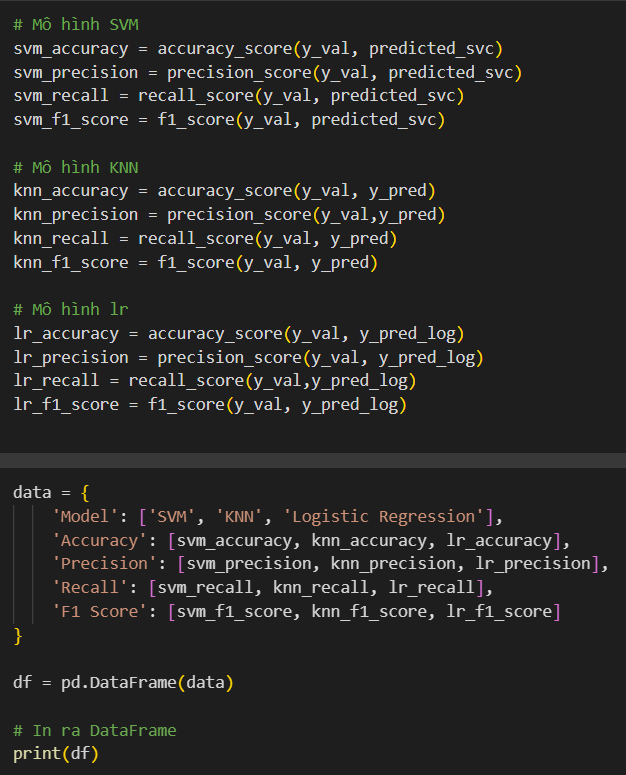 # Mô hình SVM
svm_accuracy = accuracy_score(y_val, predicted_svc)
svm_precision = precision_score(y_val, predicted_svc)
svm_recall = recall_score(y_val, predicted_svc)
svm_f1_score = f1_score(y_val, predicted_svc)
# Mô hình KNN
knn_accuracy = accuracy_score(y_val, y_pred)
knn_precision = precision_score(y_val,y_pred)
knn_recall = recall_score(y_val, y_pred)
knn_f1_score = f1_score(y_val, y_pred)
# Mô hình lr
lr_accuracy = accuracy_score(y_val, y_pred_log)
lr_precision = precision_score(y_val, y_pred_log)
lr_recall = recall_score(y_val,y_pred_log)
lr_f1_score = f1_score(y_val, y_pred_log)
data = {
    'Model': ['SVM', 'KNN', 'Logistic Regression'],
    'Accuracy': [svm_accuracy, knn_accuracy, lr_accuracy],
    'Precision': [svm_precision, knn_precision, lr_precision],
    'Recall': [svm_recall, knn_recall, lr_recall],
    'F1 Score': [svm_f1_score, knn_f1_score, lr_f1_score]
}
df = pd.DataFrame(data)
# In ra DataFrame
print(df)